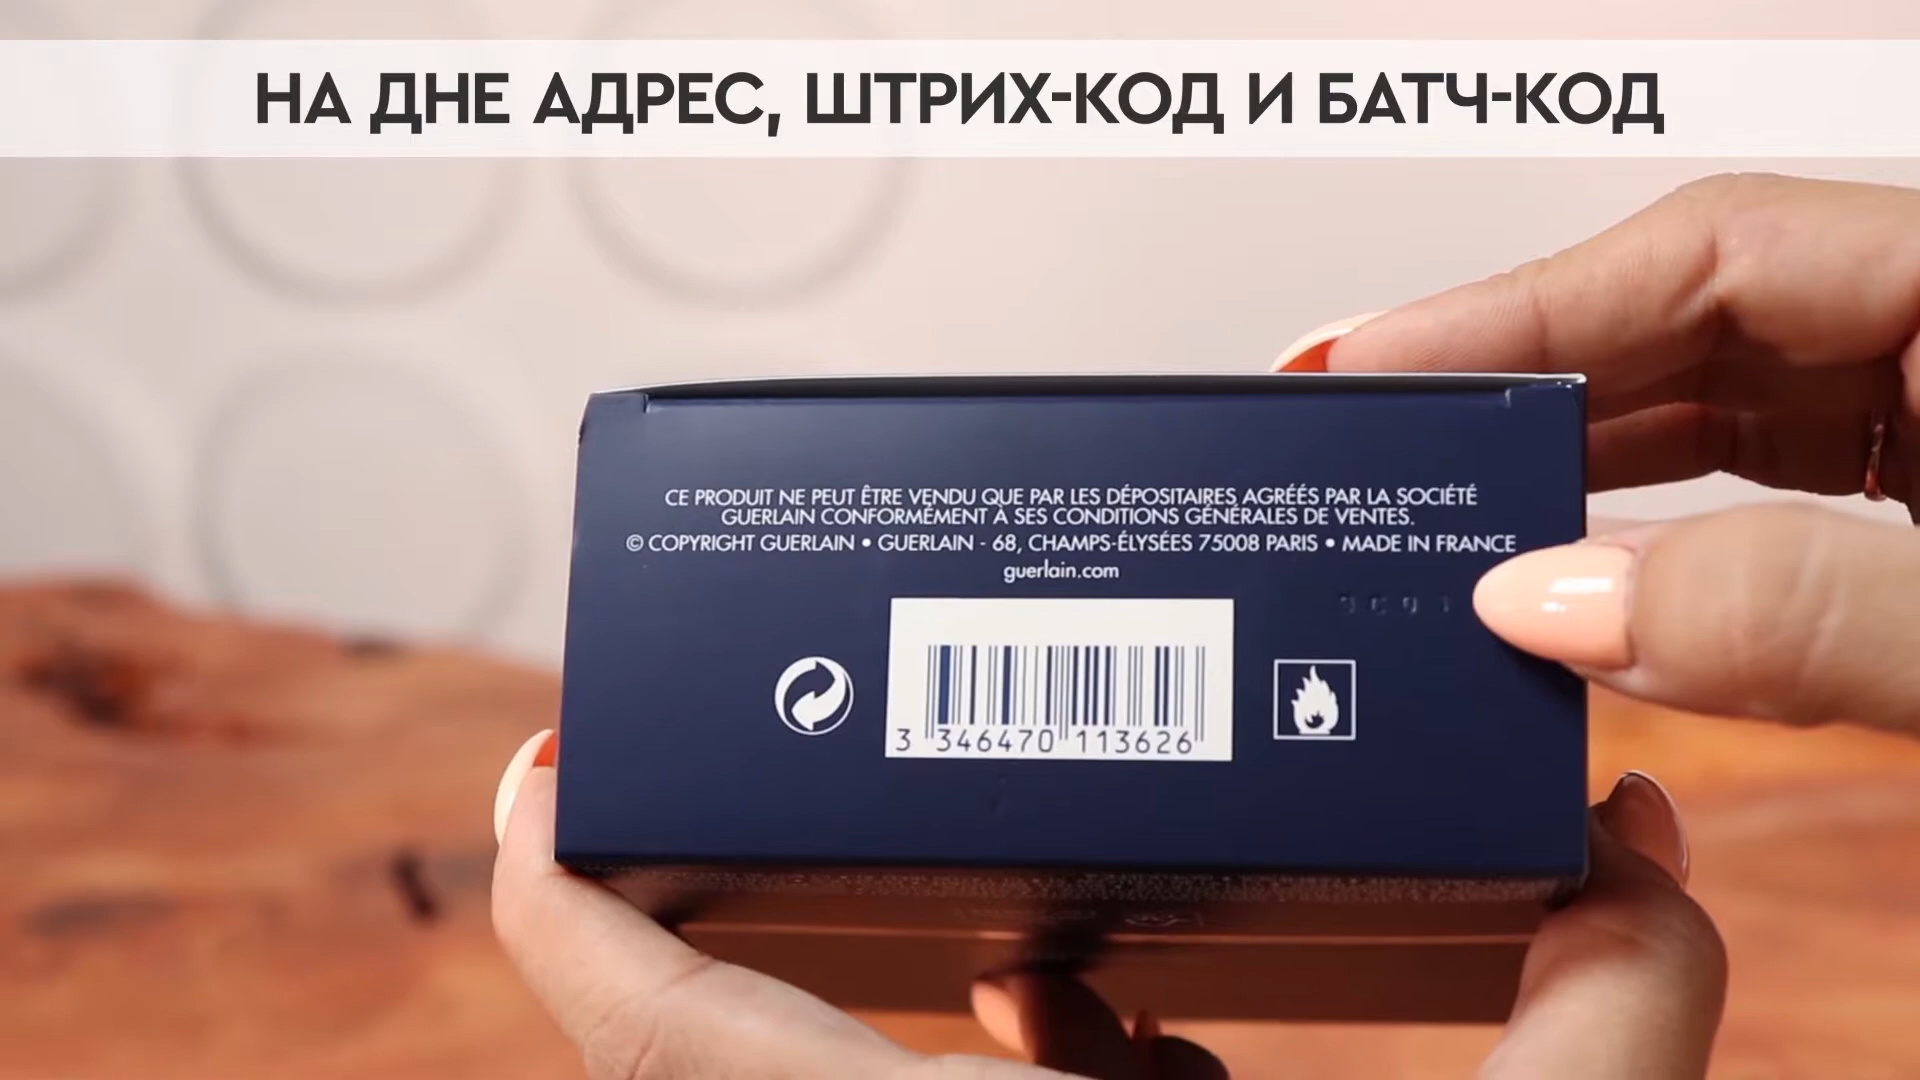 НА ДНЕ АДРЕС, ШТРИХ-КОД И БАТЧ-КОД
CE PRODUIT NE PEUT ÊTRE VENDU QUE PAR LES DÉPOSITAIRES AGRÉÉS PAR LA SOCIÉTÉ
GUERLAIN CONFORMÉMENT À SES CONDITIONS GÉNÉRALES DE VENTES.
© COPYRIGHT GUERLAIN • GUERLAIN - 68, CHAMPS-ÉLYSÉES 75008 PARIS • MADE IN FRANCE
guerlain.com
3 346470 113626